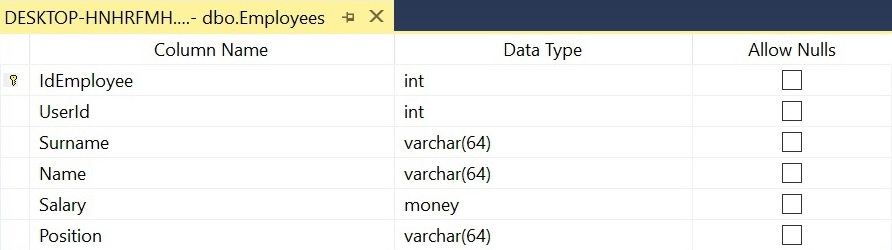 DESKTOP-HNHRFMH....- dbo.Employees
Column Name Data Type Allow Nulls
IdEmployee int
UserId int
Surname varchar(64)
Name varchar(64)
Salary money
Position varchar(64)